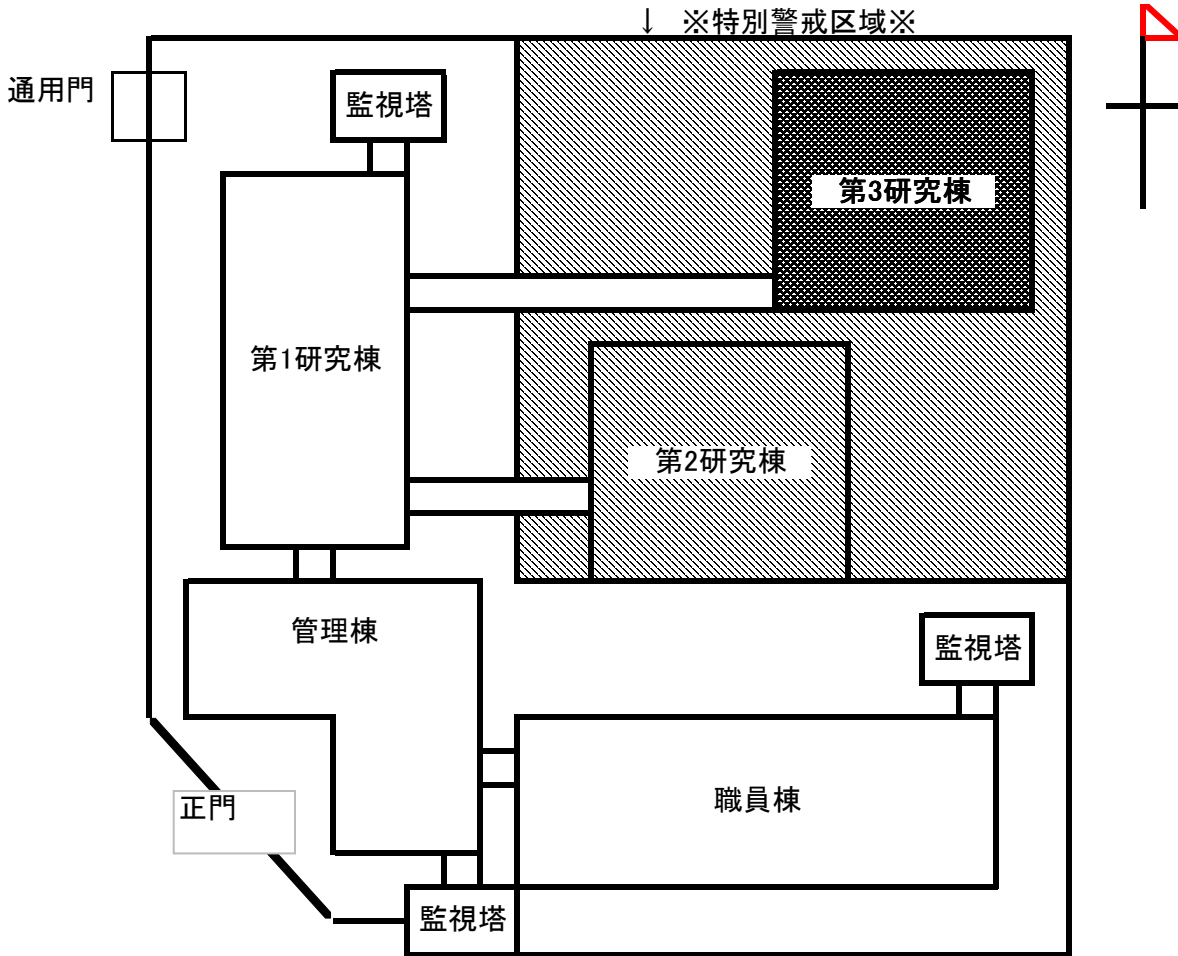 ↓ ※特別警戒区域※
通用門
監視塔
第3研究棟
第1研究棟
第2研究棟
管理棟
監視塔
正門
職員棟
監視塔